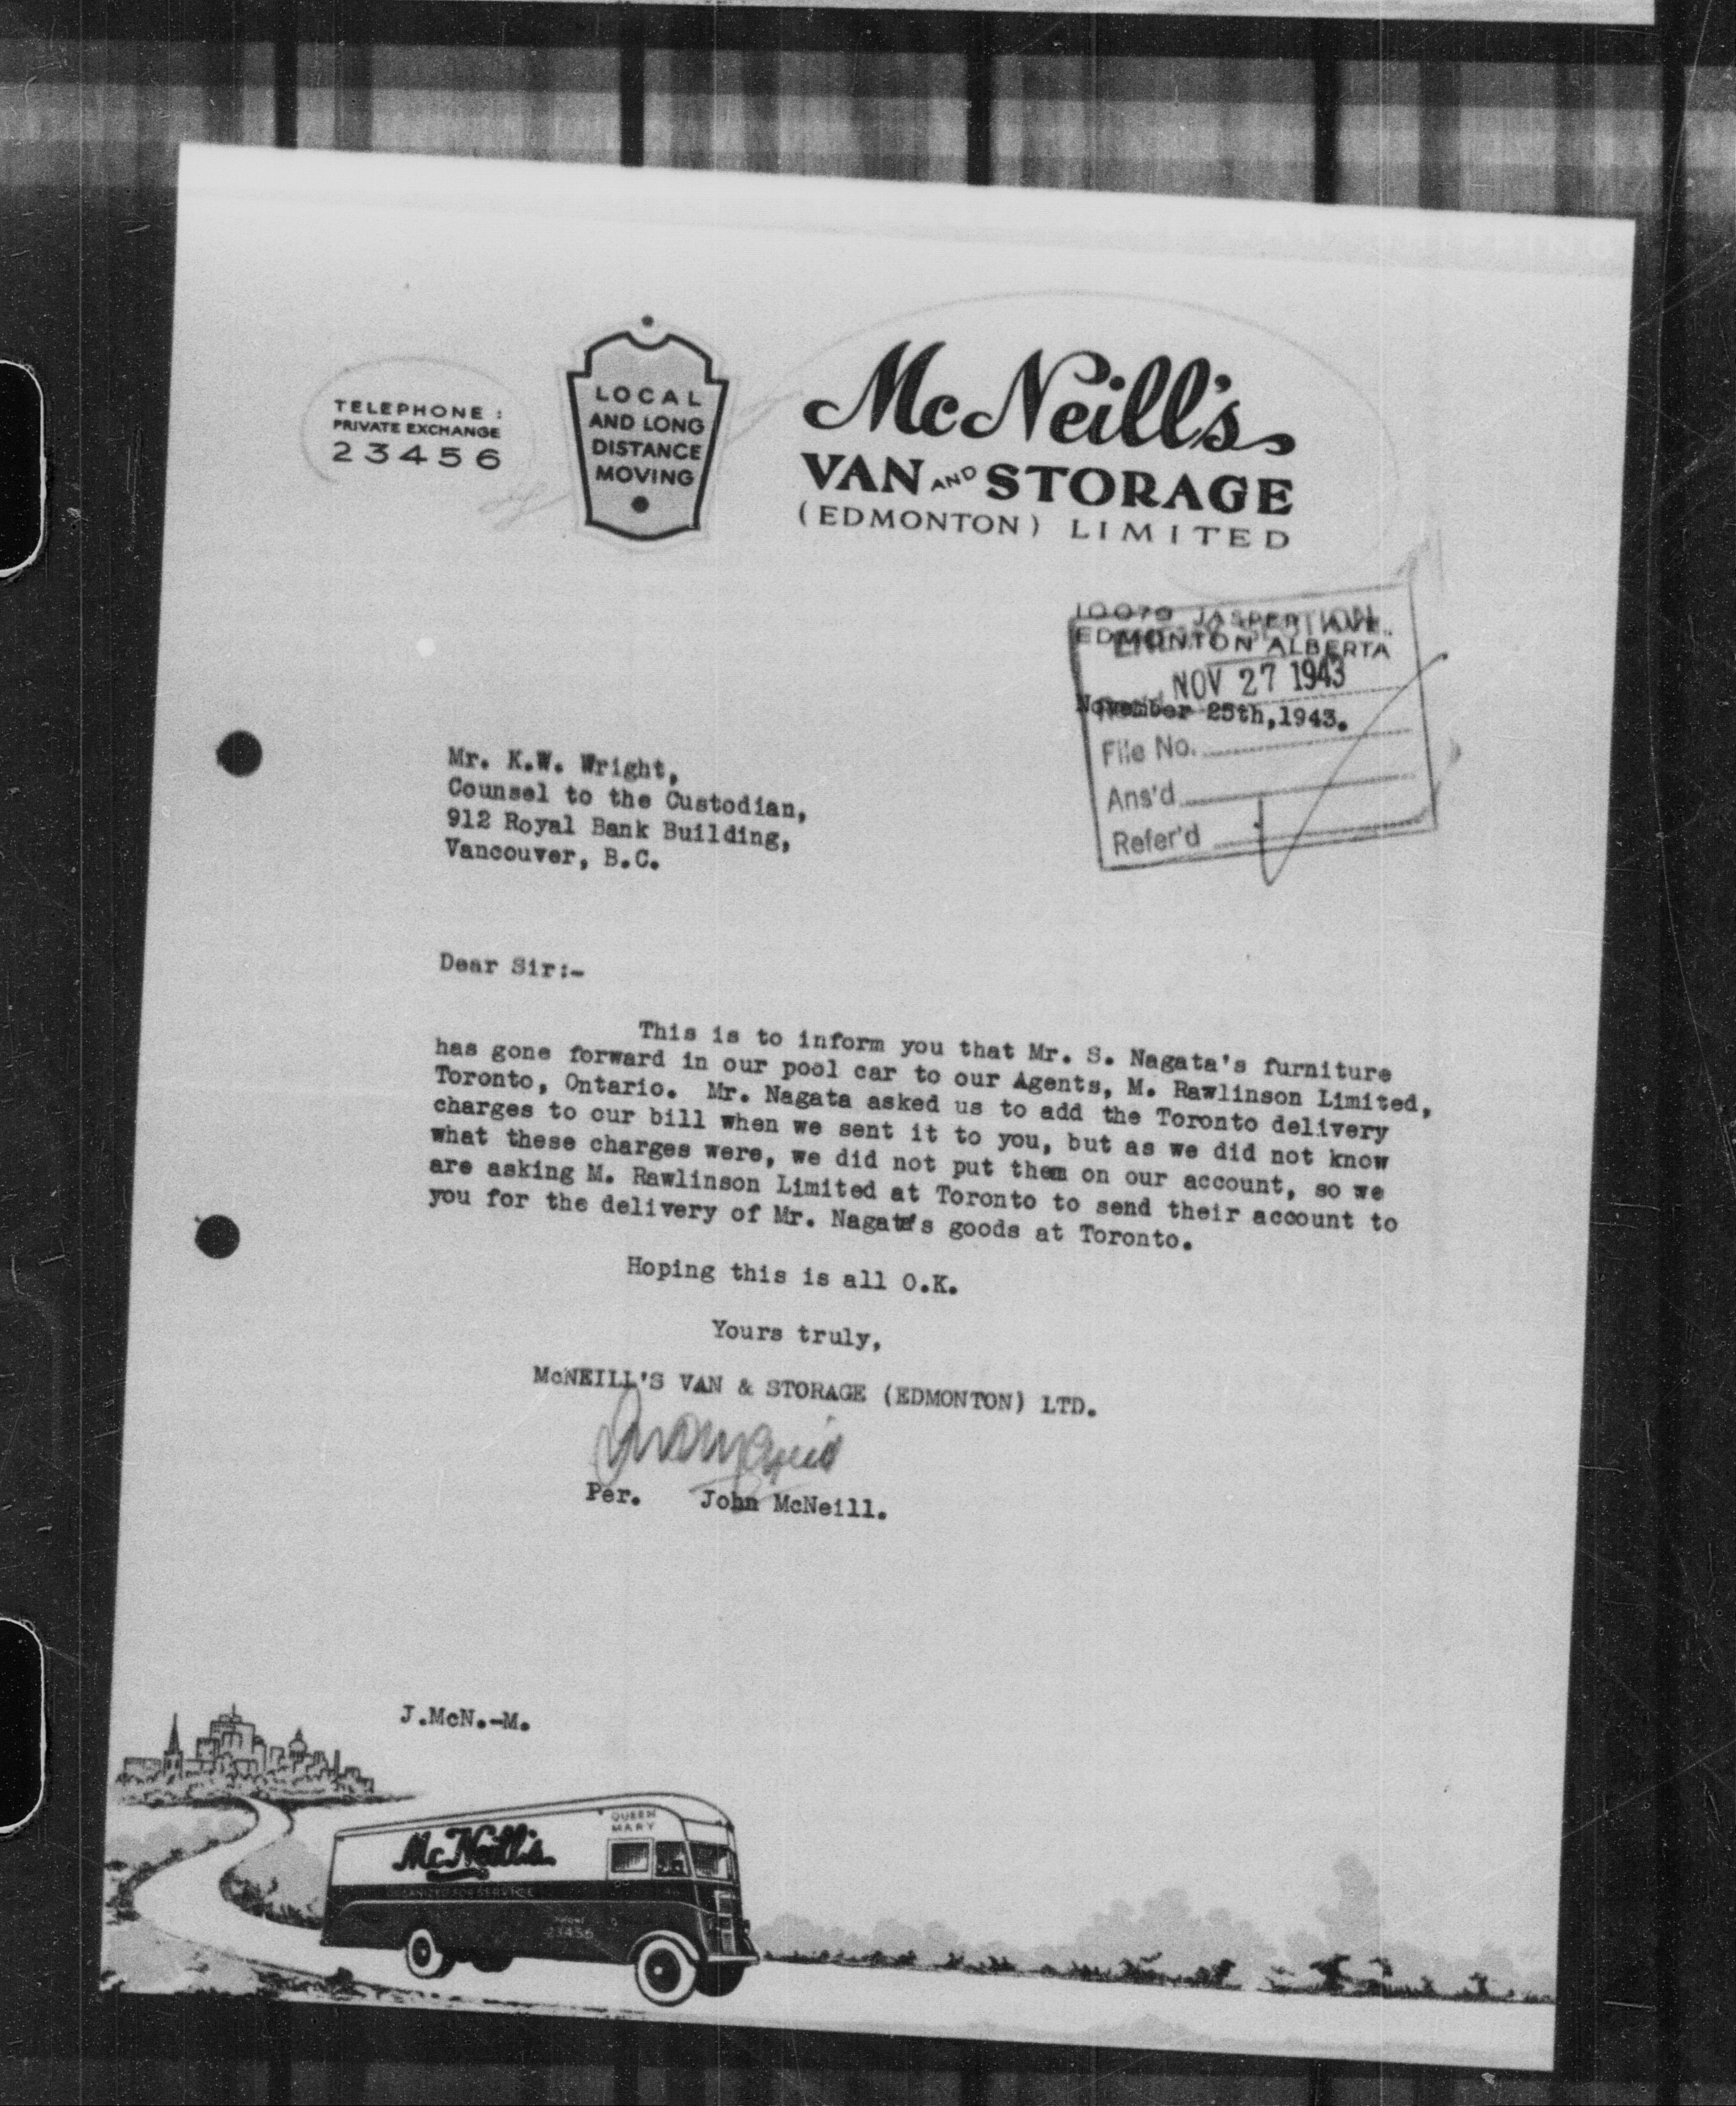 TELEPHONE :
PRIVATE EXCHANGE
23456
LOCAL
AND LONG
DISTANCE
MOVING
McNeill's
VAN AND STORAGE
(EDMONTON) LIMITED
10079 JASPER AVE.
EDMONTON ALBERTA
NOV 27 1943
November 25th,1943.
File No.
Ans'd
Refer'd
Mr. K.W. Wright,
Counsel to the Custodian,
912 Royal Bank Building,
Vancouver, B.C.
Dear Sir:-
This is to inform you that Mr. S. Nagata's furniture
has gone forward in our pool car to our Agents, M. Rawlinson Limited,
Toronto, Ontario. Mr. Nagata asked us to add the Toronto delivery
charges to our bill when we sent it to you, but as we did not know
what these charges were, we did not put them on our account, so we
are asking M. Rawlinson Limited at Toronto to send their account to
you for the delivery of Mr. Nagata's goods at Toronto.
Hoping this is all O.K.
Yours truly,
McNEILL'S VAN & STORAGE (EDMONTON) LTD.
Per. John McNeill.
J.McN.-M.
QUEEN
MARY
McNeill's
ORGANIZED FOR SERVICE
PHONE
23456